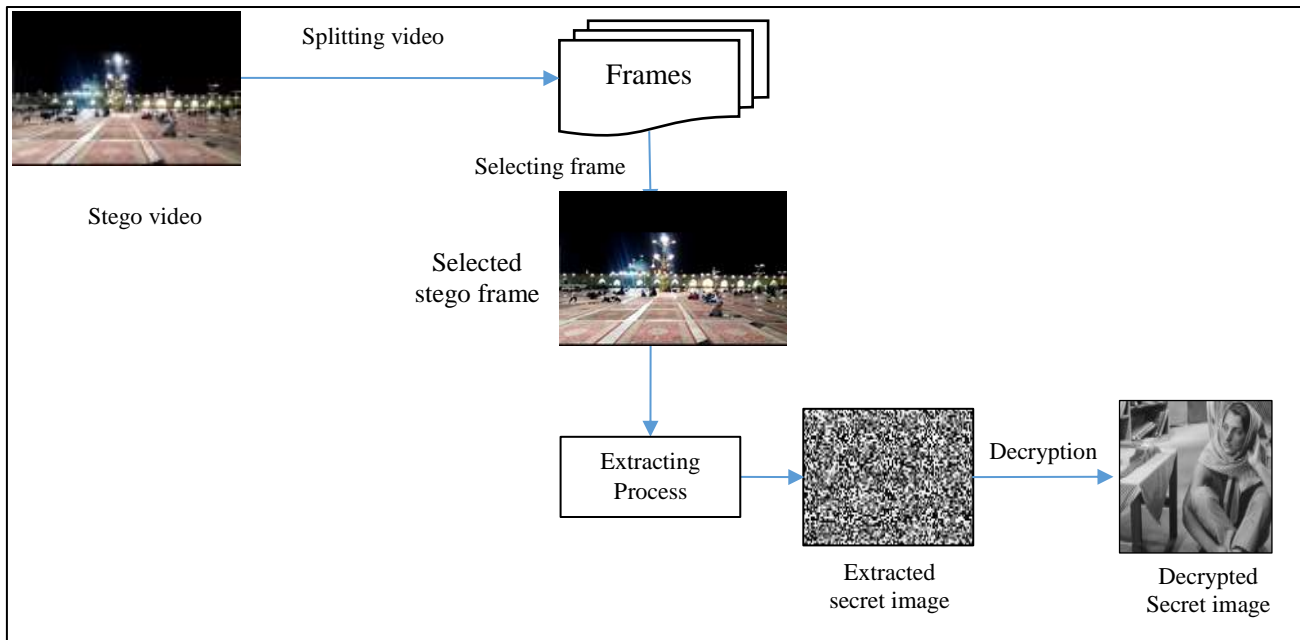 Splitting video
Frames
Stego video
Selecting frame
Selected
stego frame
Extracting
Process
Decryption
Extracted
secret image
Decrypted
Secret image